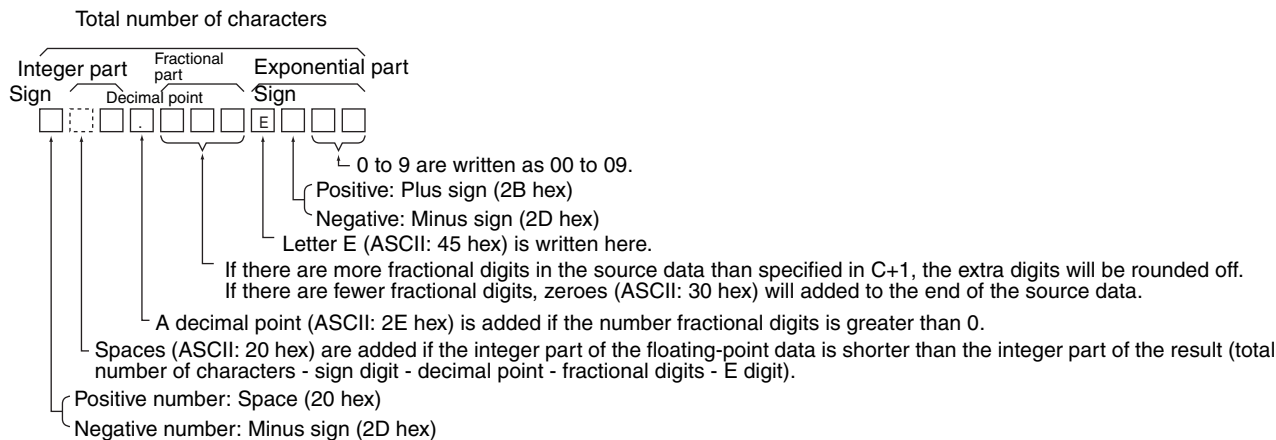 Total number of characters
Fractional
part
Integer part
Exponential part
Sign
Decimal point
Sign
.
E
0 to 9 are written as 00 to 09.
Positive: Plus sign (2B hex)
Negative: Minus sign (2D hex)
Letter E (ASCII: 45 hex) is written here.
If there are more fractional digits in the source data than specified in C+1, the extra digits will be rounded off.
If there are fewer fractional digits, zeroes (ASCII: 30 hex) will added to the end of the source data.
A decimal point (ASCII: 2E hex) is added if the number fractional digits is greater than 0.
Spaces (ASCII: 20 hex) are added if the integer part of the floating-point data is shorter than the integer part of the result (total
number of characters - sign digit - decimal point - fractional digits - E digit).
Positive number: Space (20 hex)
Negative number: Minus sign (2D hex)